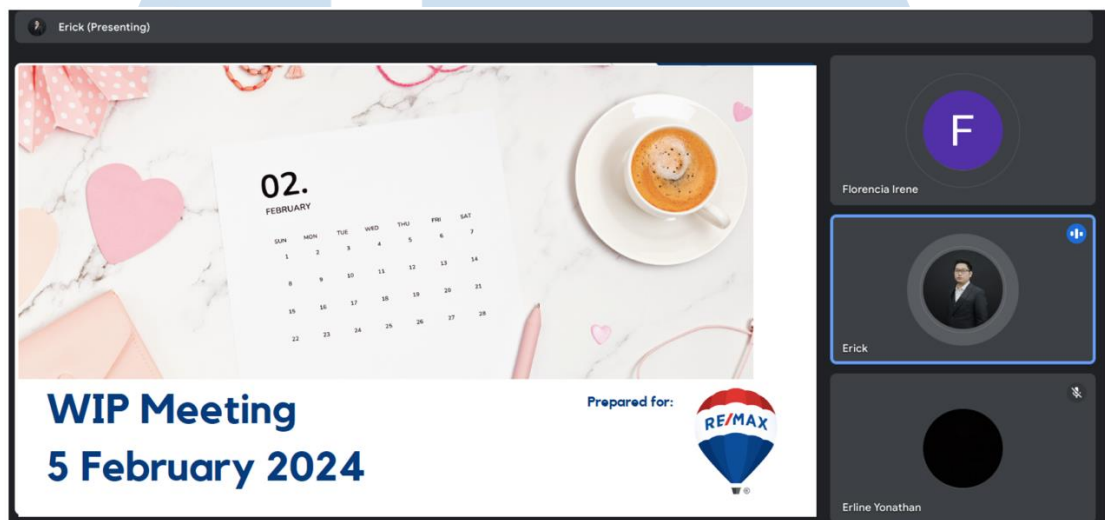 Erick (Presenting)
02.
FEBRUARY
SUN MON TUE WED THU FRI SAT
1 2 3 4 5 6 7
8 9 10 11 12 13 14
15 16 17 18 19 20 21
22 23 24 25 26 27 28
WIP Meeting
5 February 2024
Prepared for:
RE/MAX
®
F
Florencia Irene
Erick
Erline Yonathan